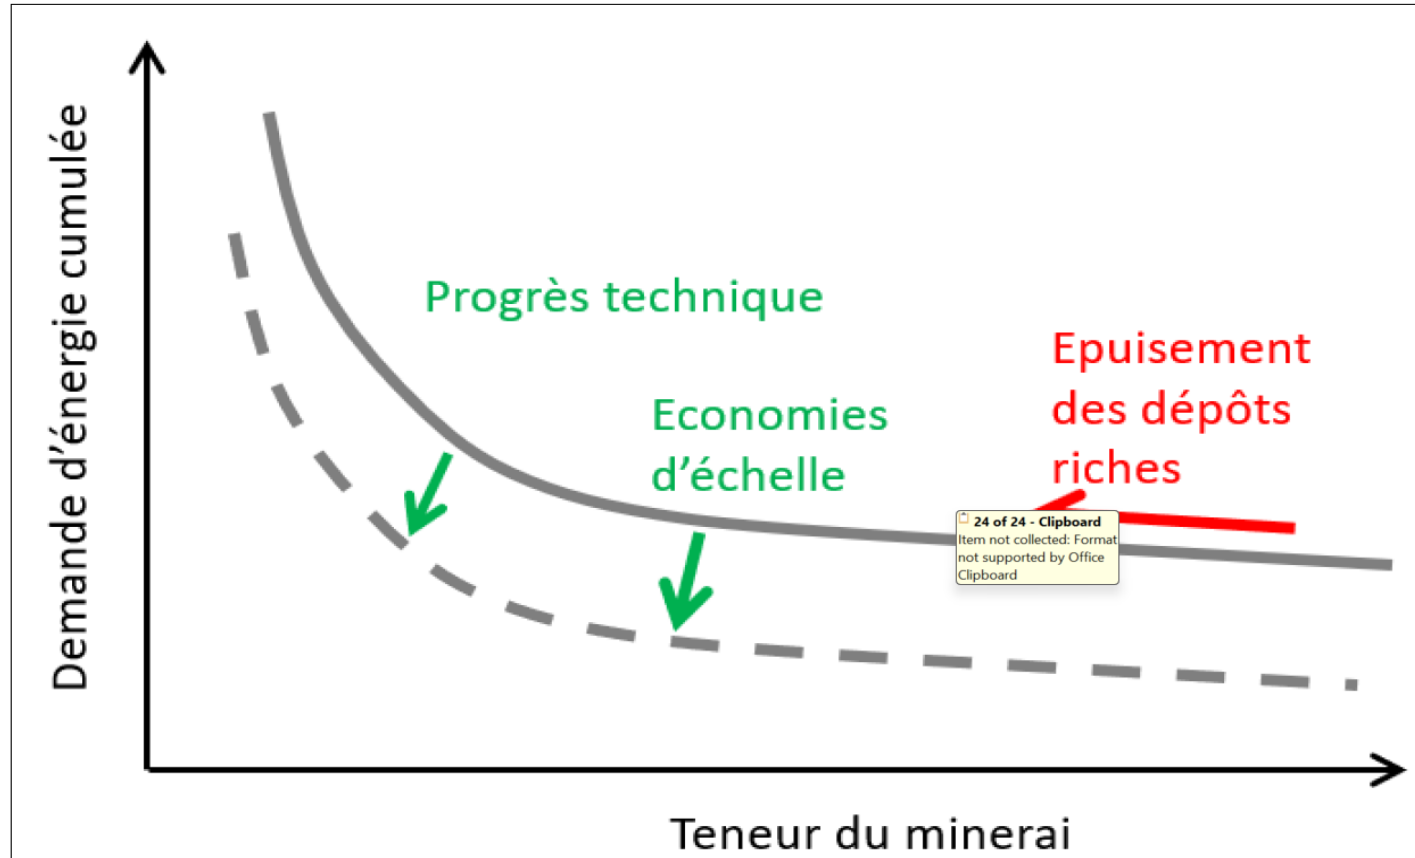 Demande d'énergie cumulée
Progrès technique
Economies
d'échelle
Epuisement
des dépôts
riches
24 of 24 - Clipboard
Item not collected: Format
not supported by Office
Clipboard
Teneur du minerai